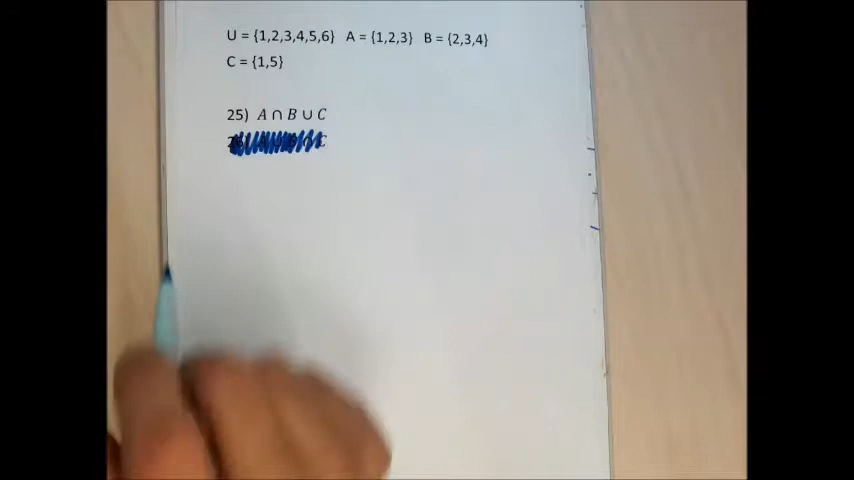 U = {1,2,3,4,5,6} A = {1,2,3} B = {2,3,4}
C = {1,5}
25) A ∩ B ∪ C